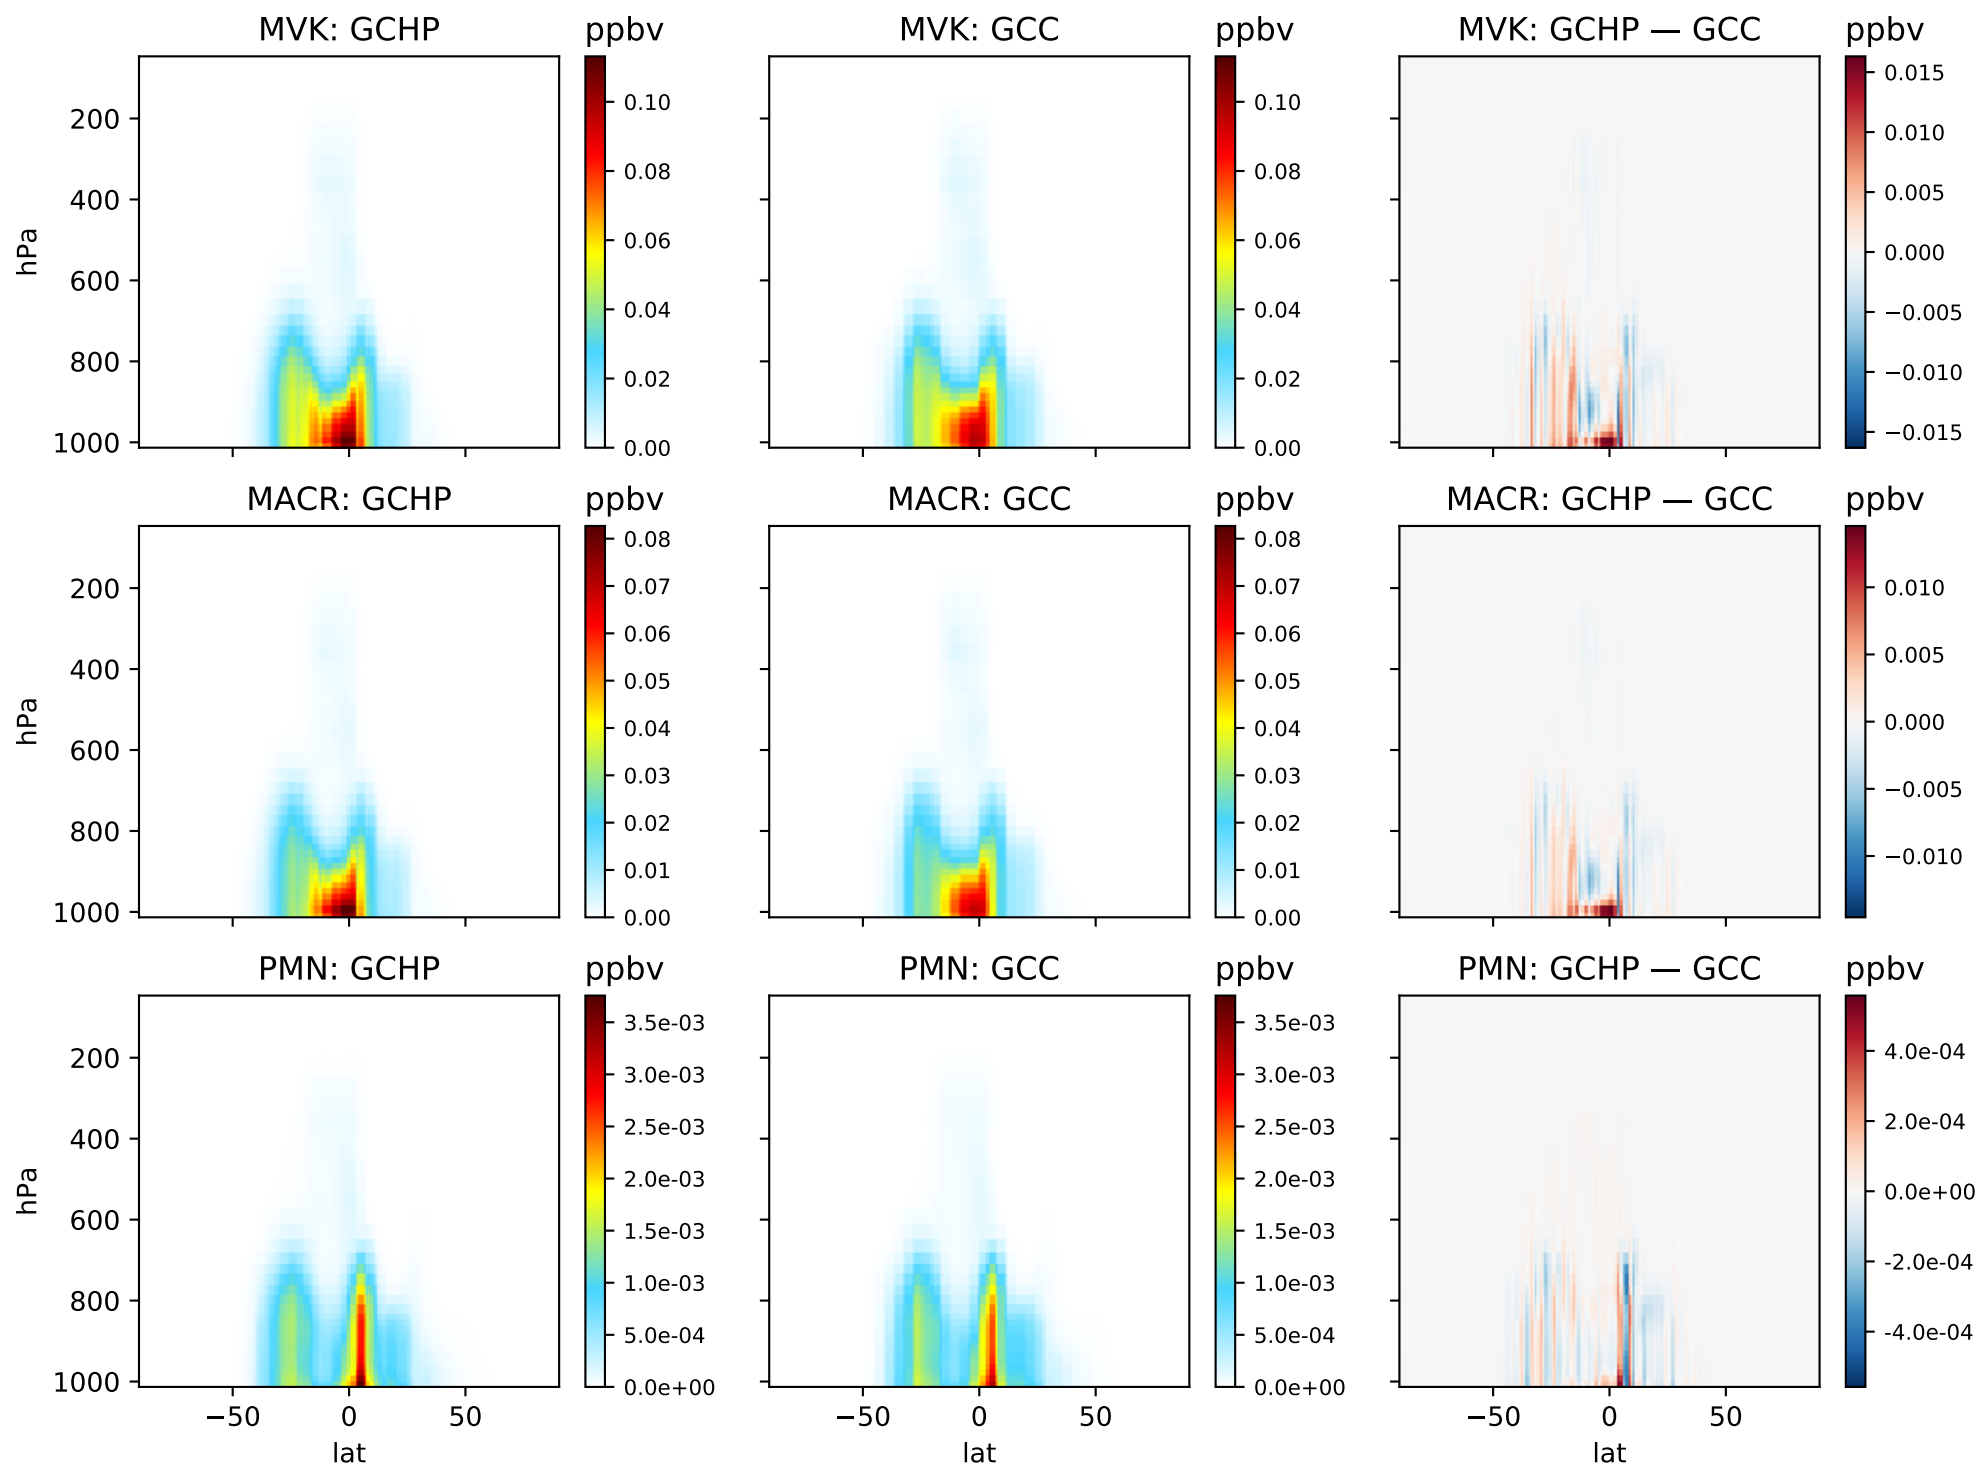 MVK: GCHP
ppbv
MVK: GCC
ppbv
MVK: GCHP — GCC
ppbv
hPa
200
400
600
800
1000
0.10
0.08
0.06
0.04
0.02
0.00
0.10
0.08
0.06
0.04
0.02
0.00
0.015
0.010
0.005
0.000
−0.005
−0.010
−0.015
MACR: GCHP
ppbv
MACR: GCC
ppbv
MACR: GCHP — GCC
ppbv
hPa
200
400
600
800
1000
0.08
0.07
0.06
0.05
0.04
0.03
0.02
0.01
0.00
0.08
0.07
0.06
0.05
0.04
0.03
0.02
0.01
0.00
0.010
0.005
0.000
−0.005
−0.010
PMN: GCHP
ppbv
PMN: GCC
ppbv
PMN: GCHP — GCC
ppbv
hPa
200
400
600
800
1000
3.5e-03
3.0e-03
2.5e-03
2.0e-03
1.5e-03
1.0e-03
5.0e-04
0.0e+00
3.5e-03
3.0e-03
2.5e-03
2.0e-03
1.5e-03
1.0e-03
5.0e-04
0.0e+00
4.0e-04
2.0e-04
0.0e+00
-2.0e-04
-4.0e-04
−50 0 50
−50 0 50
−50 0 50
lat
lat
lat